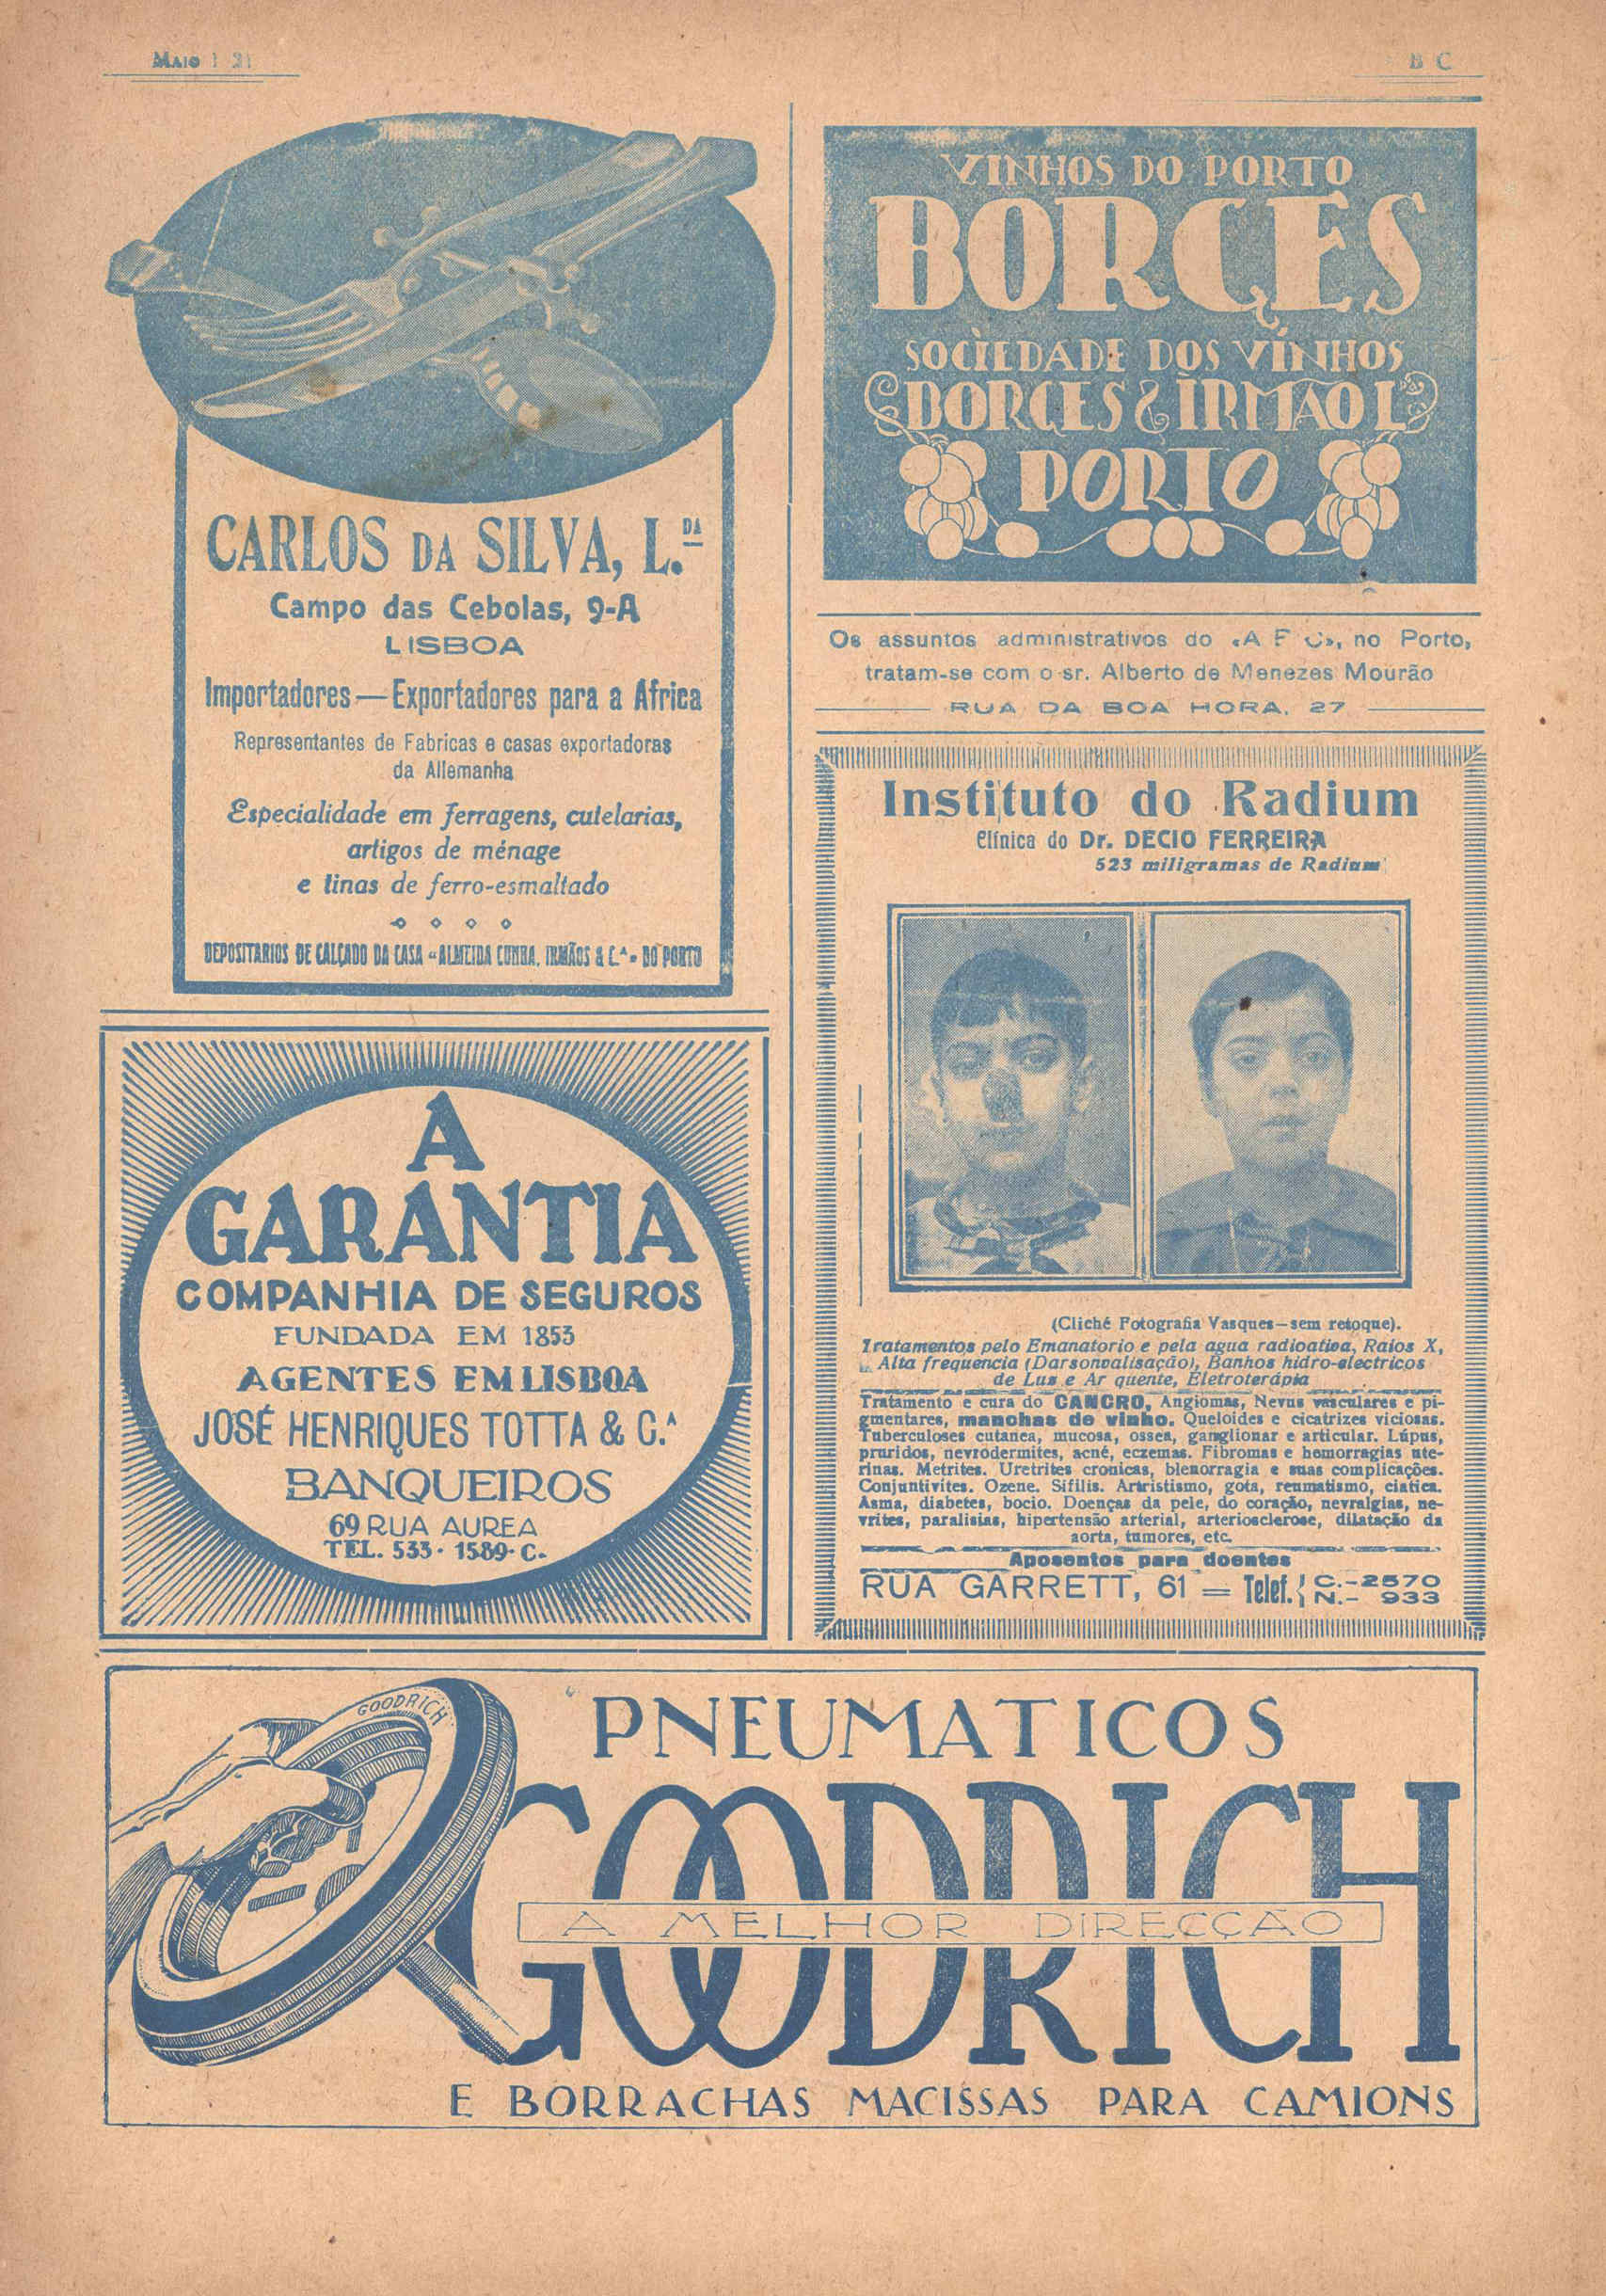 MAIO
B C
CARLOS DA SILVA, L.DA
Campo das Cebolas, 9-A
LISBOA
Importadores—Exportadores para a Africa
Representantes de Fabricas e casas exportadoras
da Allemanha
Especialidade em ferragens, cutelarias,
artigos de ménage
e tinas de ferro-esmaltado
DEPOSITARIOS DE CALÇADO DA CASA «ALMEIDA CUNHA, IRMÃOS & C.ª» DO PORTO
A
GARANTIA
COMPANHIA DE SEGUROS
FUNDADA EM 1853
AGENTES EM LISBOA
JOSÉ HENRIQUES TOTTA & C.ª
BANQUEIROS
69 RUA AUREA
TEL. 533 · 1589 · C.
VINHOS DO PORTO
BORGES
SOCIEDADE DOS VINHOS
BORGES & IRMÃO L.DA
PORTO
Os assuntos administrativos do «A B C», no Porto,
tratam-se com o sr. Alberto de Menezes Mourão
RUA DA BOA HORA, 27
Instituto do Radium
Clínica do Dr. DECIO FERREIRA
523 miligramas de Radium
(Cliché Fotografia Vasques—sem retoque).
Tratamentos pelo Emanatorio e pela agua radioativa, Raios X,
Alta frequencia (Darsonvalisação), Banhos hidro-electricos
de Luz e Ar quente, Eletroterápia
Tratamento e cura do CANCRO, Angiomas, Nevus vasculares e pi-
gmentares, manchas de vinho. Queloides e cicatrizes viciosas.
Tuberculoses cutanea, mucosa, ossea, ganglionar e articular. Lúpus,
pruridos, nevrodermites, acné, eczemas. Fibromas e hemorragias ute-
rinas. Metrites. Uretrites cronicas, blenorragia e suas complicações.
Conjuntivites. Ozene. Sifilis. Artristismo, gota, reumatismo, ciatica.
Asma, diabetes, bocio. Doenças da pele, do coração, nevralgias, ne-
vrites, paralisias, hipertensão arterial, arteriosclerose, dilatação da
aorta, tumores, etc.
Aposentos para doentes
RUA GARRETT, 61 = Telef. { C.-2570
N.- 933
GOODRICH
PNEUMATICOS
GOODRICH
A MELHOR DIRECÇÃO
E BORRACHAS MACISSAS PARA CAMIONS